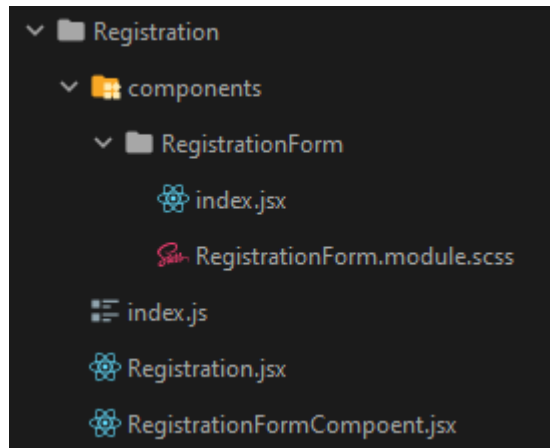 Registration
components
RegistrationForm
index.jsx
RegistrationForm.module.scss
index.js
Registration.jsx
RegistrationFormCompoent.jsx